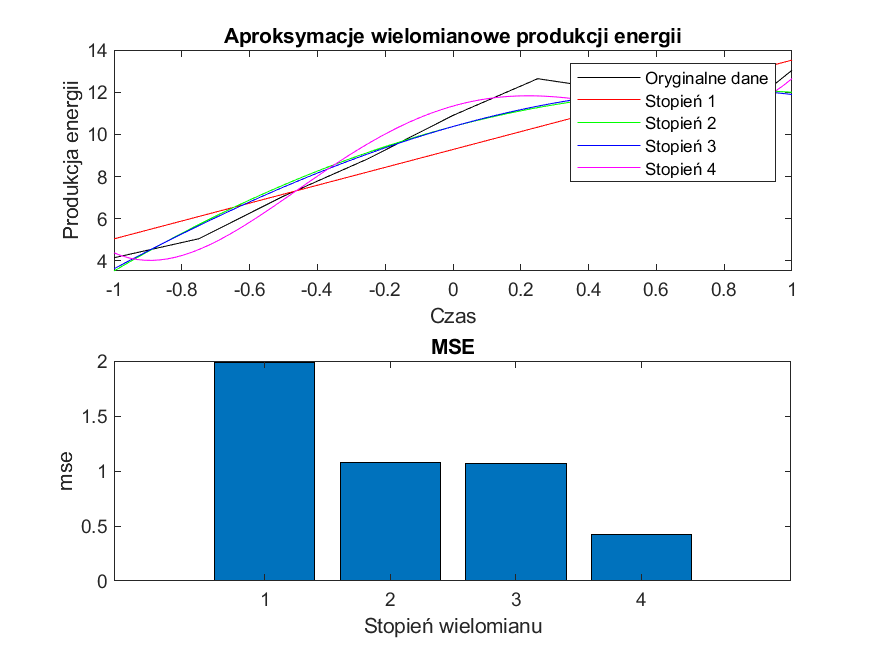 Aproksymacje wielomianowe produkcji energii
14
12
10
8
6
4
Produkcja energii
Oryginalne dane
Stopień 1
Stopień 2
Stopień 3
Stopień 4
-1 -0.8 -0.6 -0.4 -0.2 0 0.2 0.4 0.6 0.8 1
Czas
MSE
2
1.5
1
0.5
0
mse
1 2 3 4
Stopień wielomianu